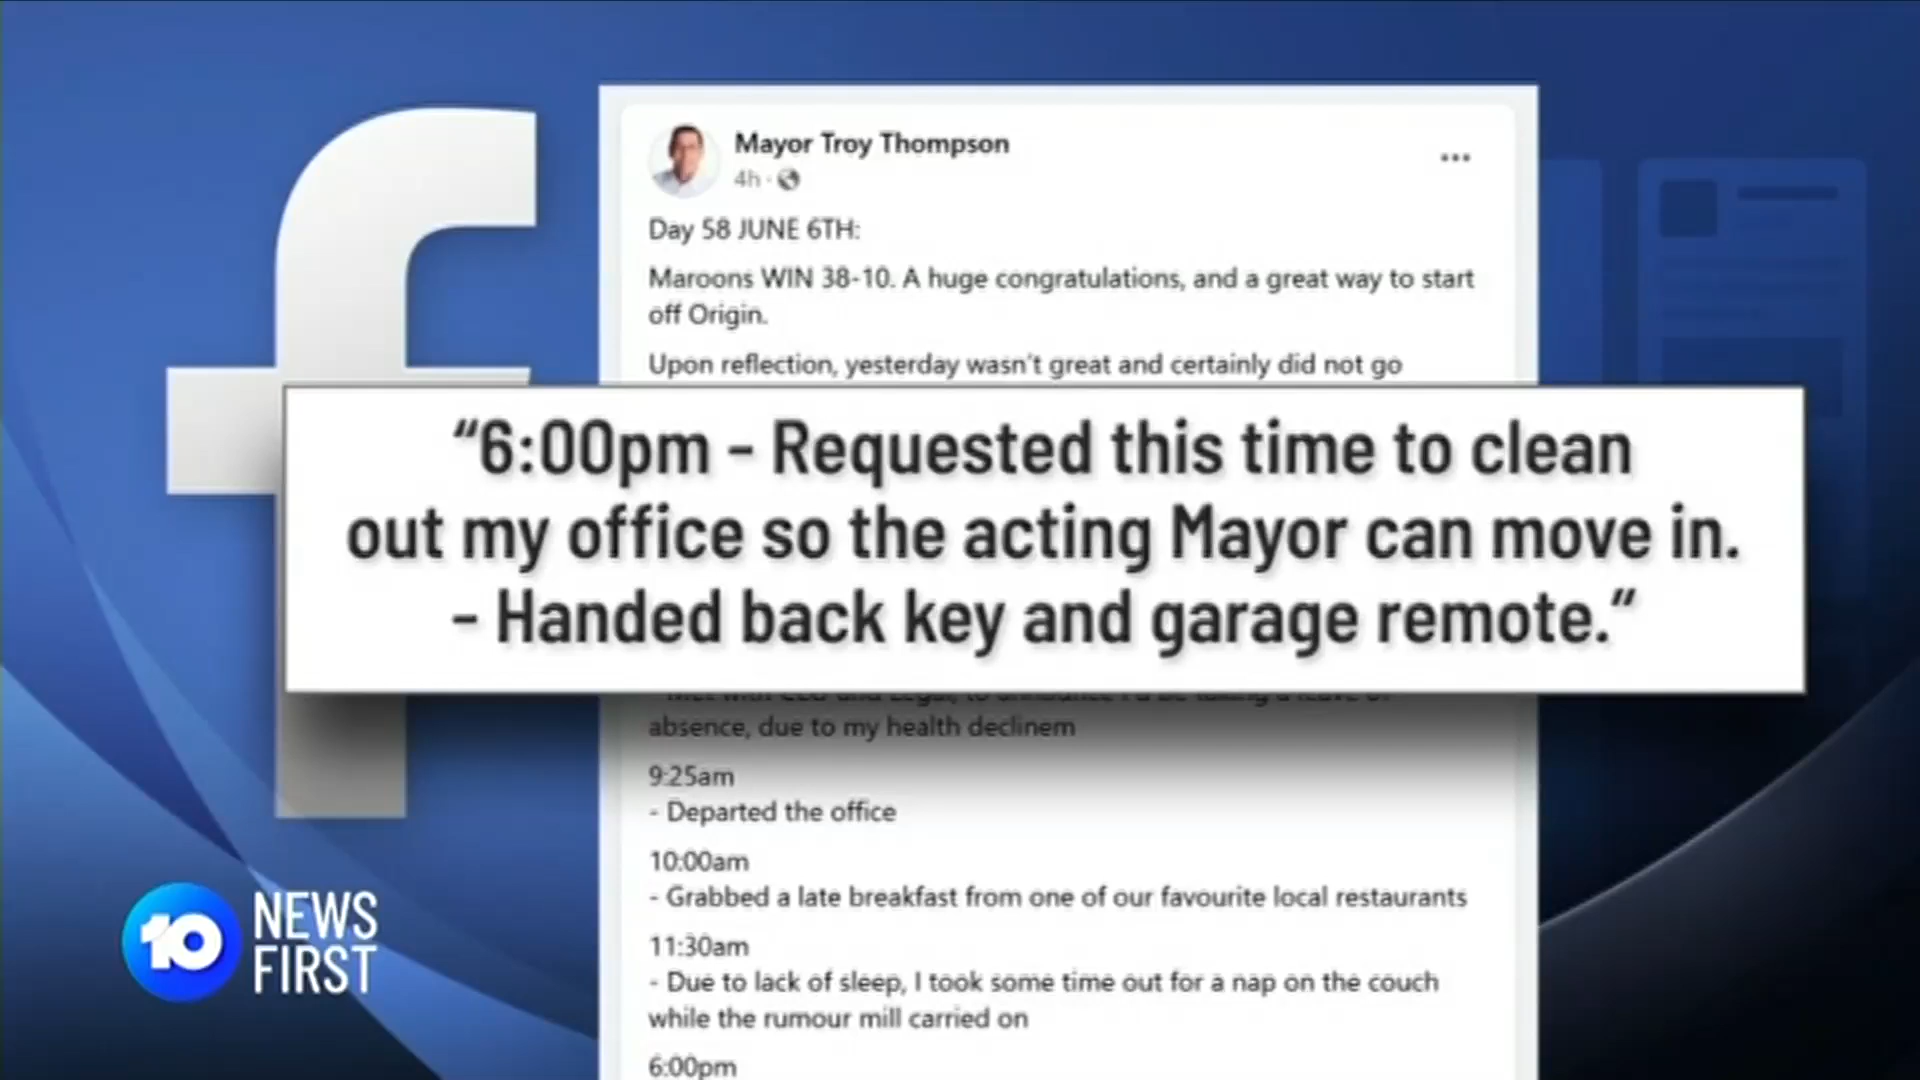 Mayor Troy Thompson
4h ·
Day 58 JUNE 6TH:
Maroons WIN 38-10. A huge congratulations, and a great way to start
off Origin.
Upon reflection, yesterday wasn't great and certainly did not go
“6:00pm - Requested this time to clean
out my office so the acting Mayor can move in.
- Handed back key and garage remote.“
absence, due to my health declinem
9:25am
- Departed the office
10:00am
- Grabbed a late breakfast from one of our favourite local restaurants
11:30am
- Due to lack of sleep, I took some time out for a nap on the couch
while the rumour mill carried on
6:00pm
10 NEWS
FIRST